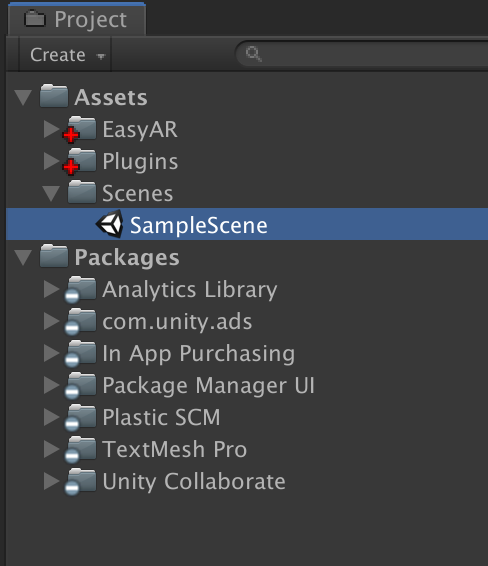 Project
Create
Assets
EasyAR
Plugins
Scenes
SampleScene
Packages
Analytics Library
com.unity.ads
In App Purchasing
Package Manager UI
Plastic SCM
TextMesh Pro
Unity Collaborate